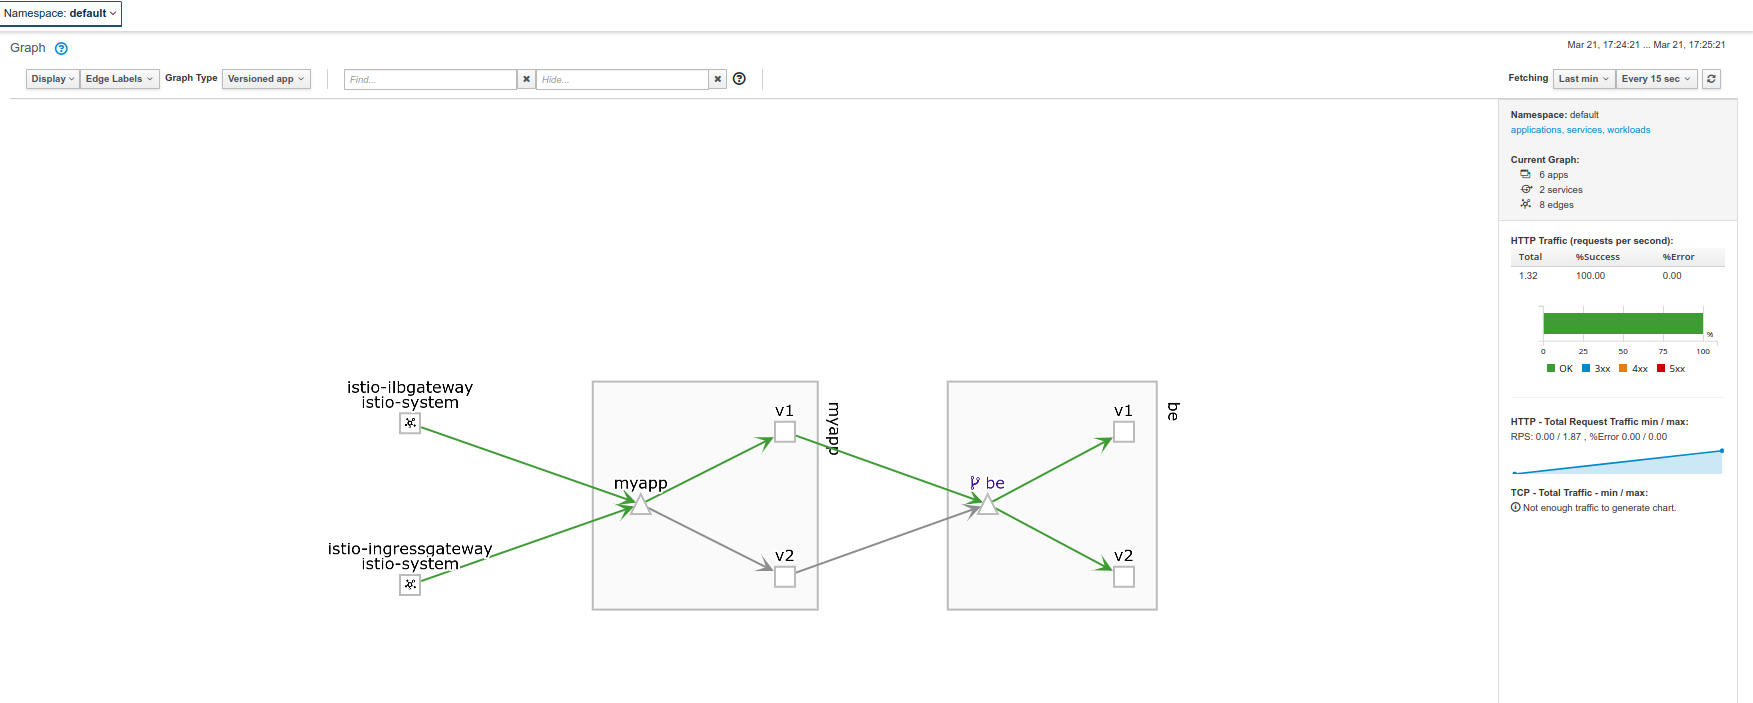 Namespace: default
Graph
Mar 21, 17:24:21 ... Mar 21, 17:25:21
Display Edge Labels Graph Type Versioned app Find... Hide... Fetching Last min Every 15 sec
Namespace: default
applications, services, workloads
Current Graph:
6 apps
2 services
8 edges
HTTP Traffic (requests per second):
Total %Success %Error
1.32 100.00 0.00
%
0 25 50 75 100
OK 3xx 4xx 5xx
HTTP - Total Request Traffic min / max:
RPS: 0.00 / 1.87 , %Error 0.00 / 0.00
TCP - Total Traffic - min / max:
Not enough traffic to generate chart.
istio-ilbgateway
istio-system
istio-ingressgateway
istio-system
myapp
v1
v2
myapp
be
v1
v2
be